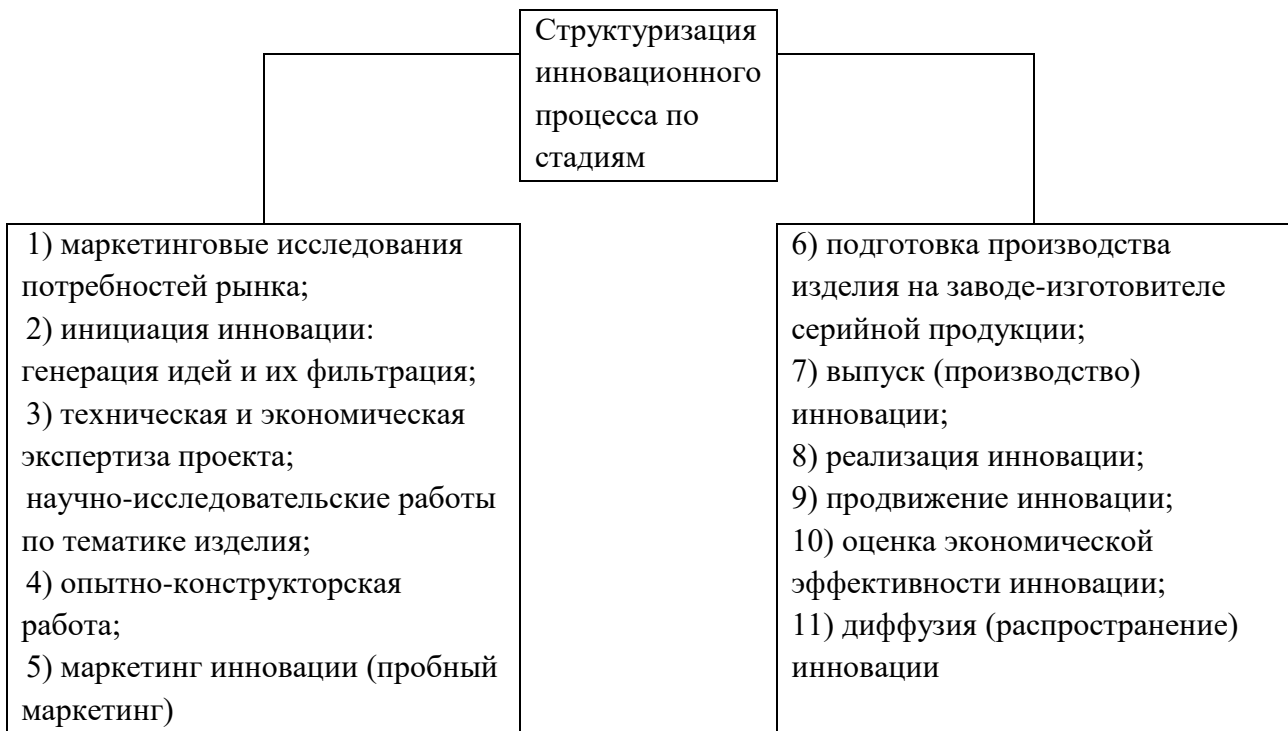 Структуризация
инновационного
процесса по
стадиям
1) маркетинговые исследования
потребностей рынка;
2) инициация инновации:
генерация идей и их фильтрация;
3) техническая и экономическая
экспертиза проекта;
научно-исследовательские работы
по тематике изделия;
4) опытно-конструкторская
работа;
5) маркетинг инновации (пробный
маркетинг)
6) подготовка производства
изделия на заводе-изготовителе
серийной продукции;
7) выпуск (производство)
инновации;
8) реализация инновации;
9) продвижение инновации;
10) оценка экономической
эффективности инновации;
11) диффузия (распространение)
инновации